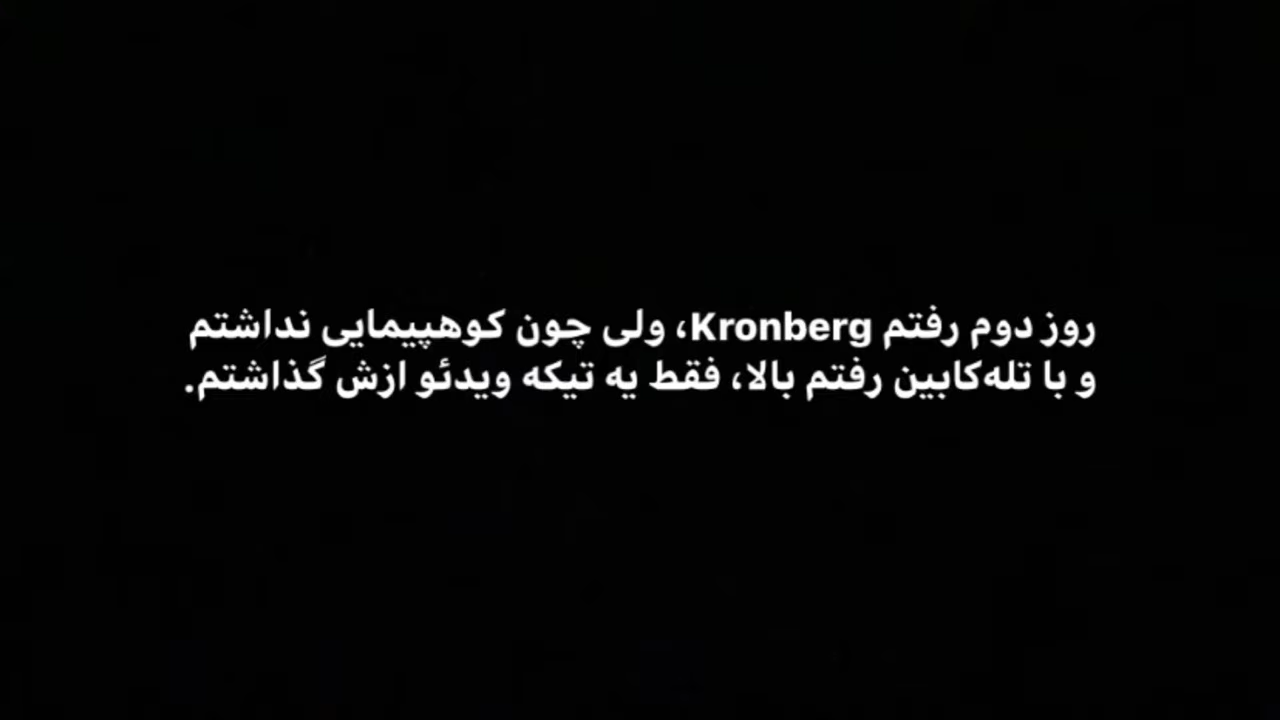 روز دوم رفتم Kronberg، ولی چون کوهپیمایی نداشتم
و با تله‌کابین رفتم بالا، فقط یه تیکه ویدئو ازش گذاشتم.